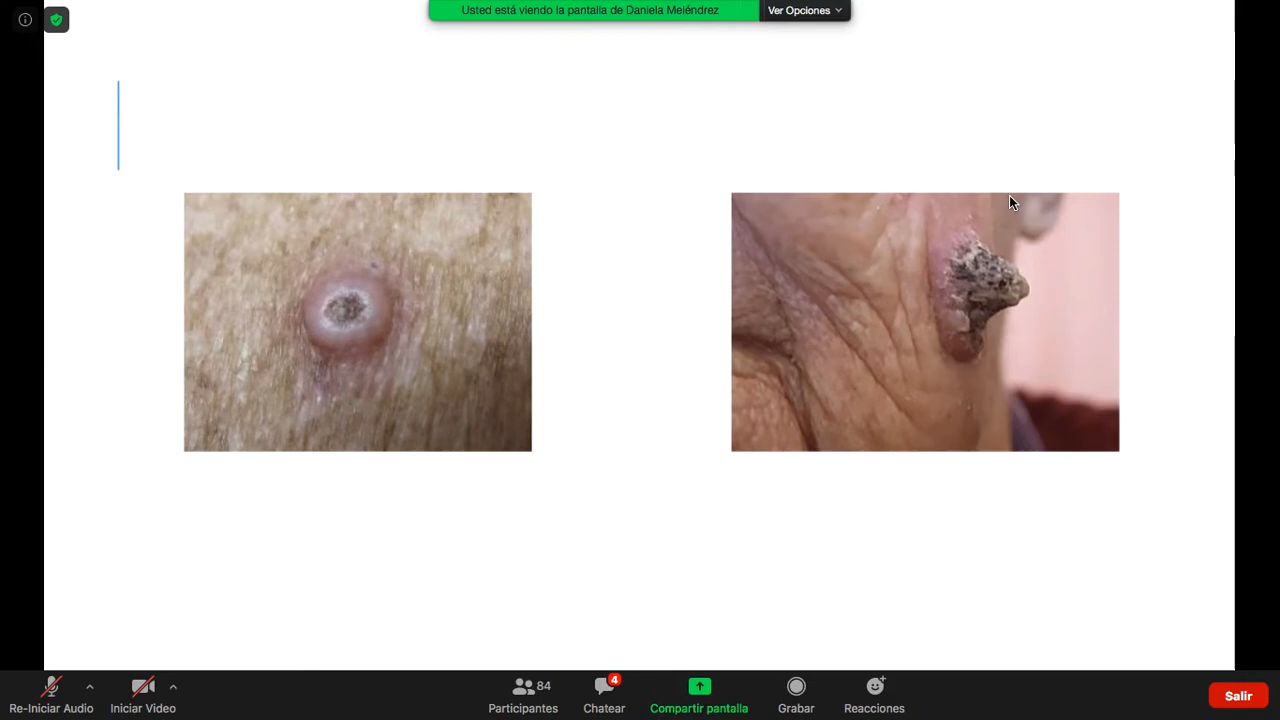 Usted está viendo la pantalla de Daniela Meléndrez
Ver Opciones
84
4
Re-Iniciar Audio
Iniciar Video
Participantes
Chatear
Compartir pantalla
Grabar
Reacciones
Salir